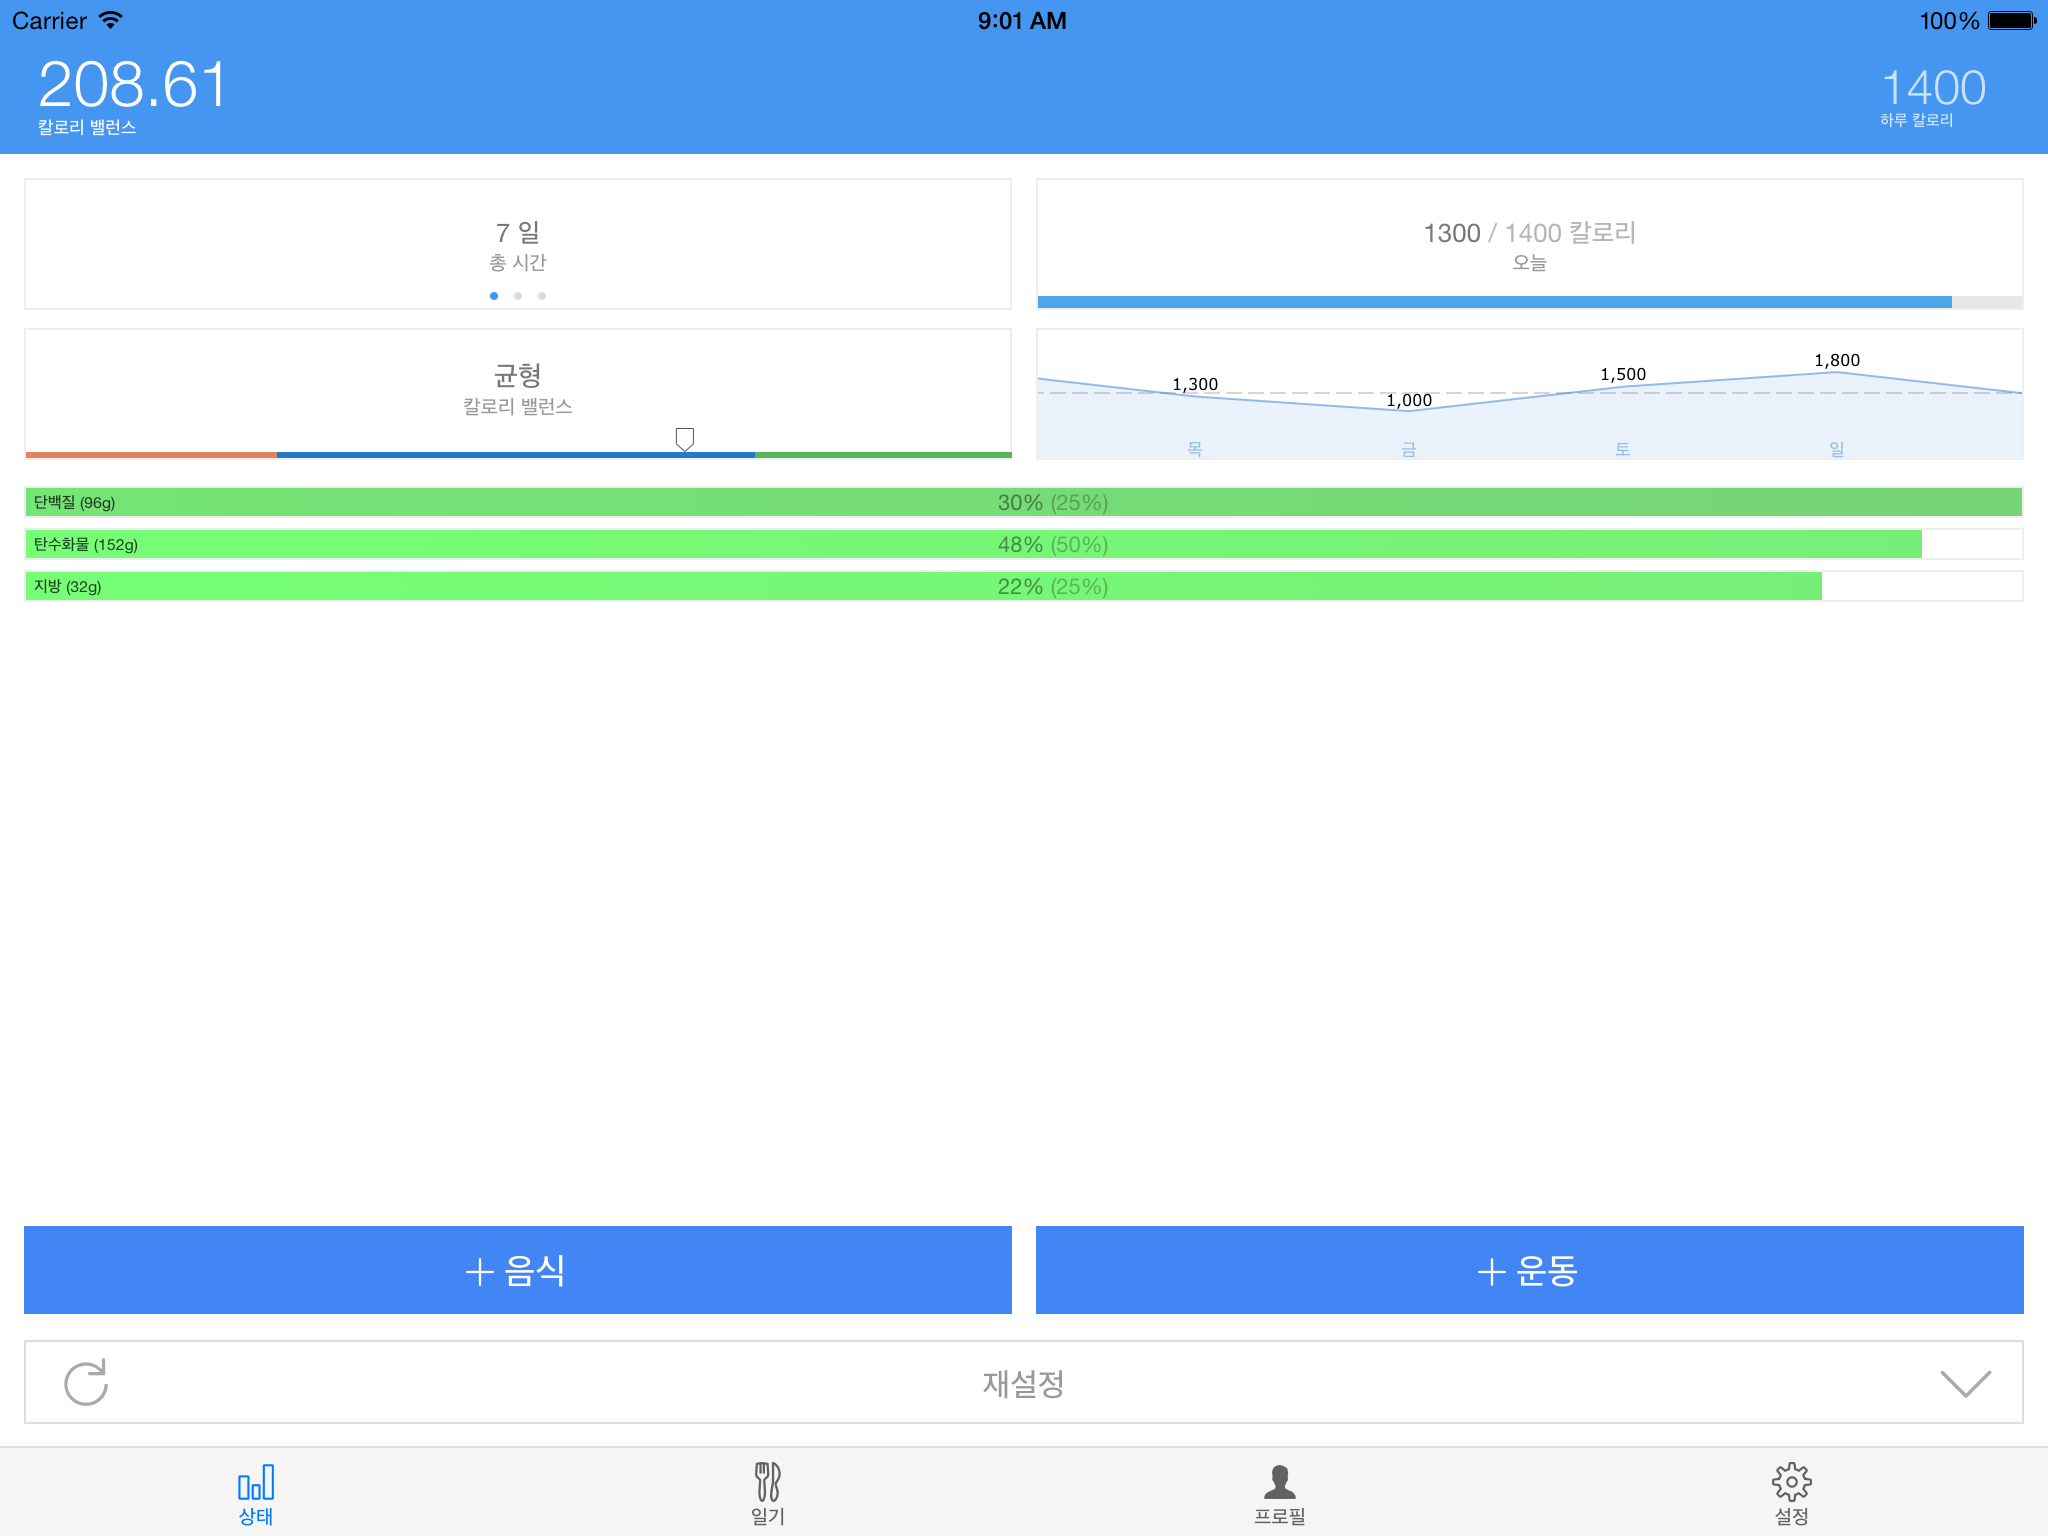 Carrier 9:01 AM 100%
208.61
칼로리 밸런스
1400
하루 칼로리
7 일
총 시간
1300 / 1400 칼로리
오늘
균형
칼로리 밸런스
1,300 1,000 1,500 1,800
목 금 토 일
단백질 (96g) 30% (25%)
탄수화물 (152g) 48% (50%)
지방 (32g) 22% (25%)
+ 음식
+ 운동
재설정
상태 일기 프로필 설정